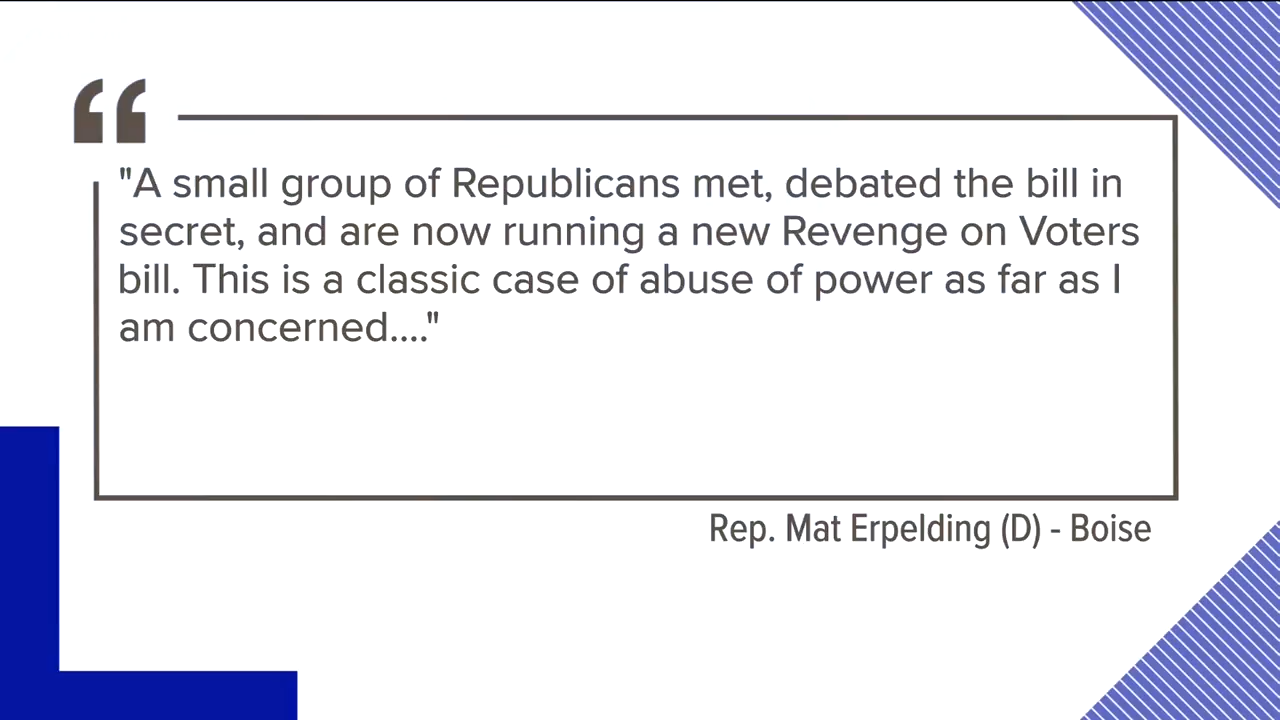 "A small group of Republicans met, debated the bill in
secret, and are now running a new Revenge on Voters
bill. This is a classic case of abuse of power as far as I
am concerned...."
Rep. Mat Erpelding (D) - Boise